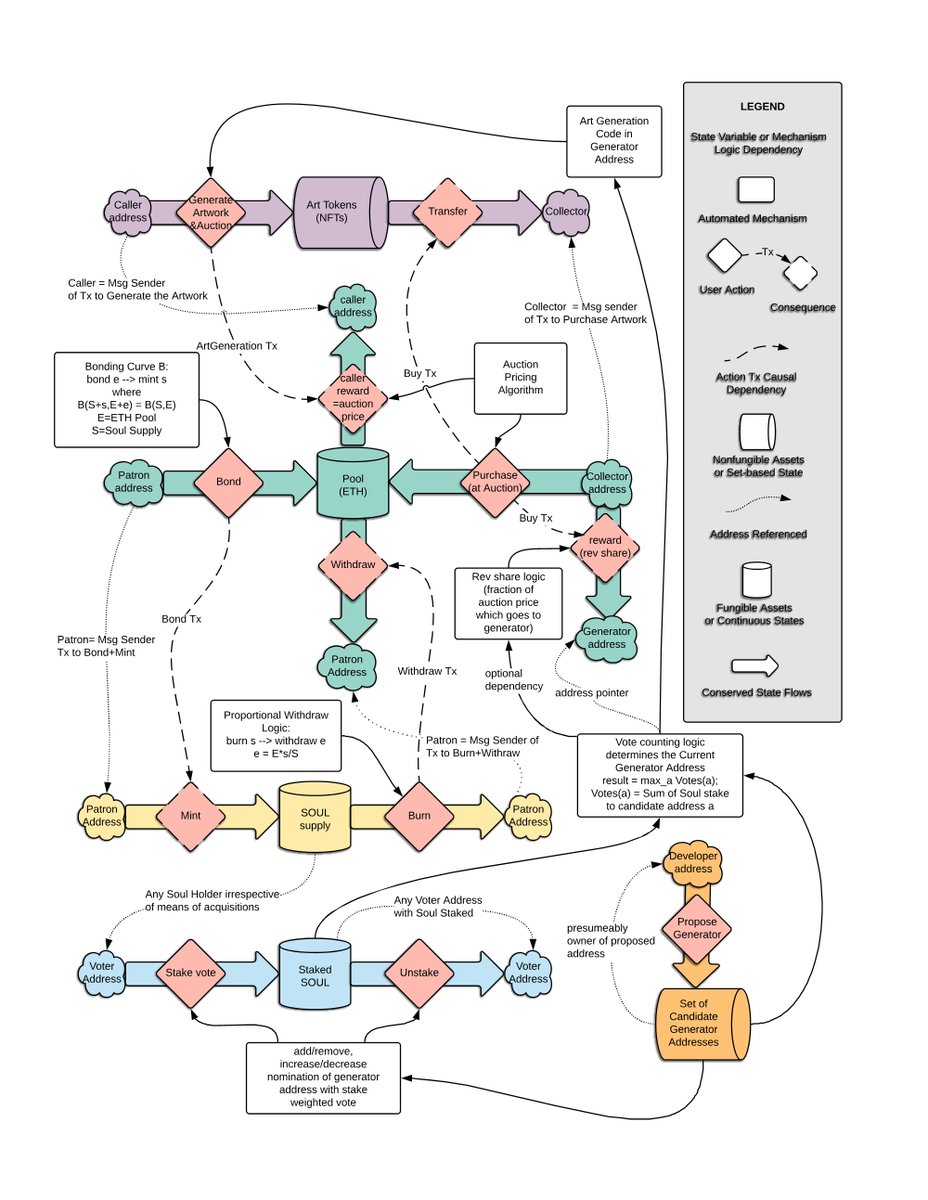 LEGEND
State Variable or Mechanism
Logic Dependency
Automated Mechanism
Tx
User Action
Consequence
Action Tx Causal
Dependency
Nonfungible Assets
or Set-based State
Address Referenced
Fungible Assets
or Continuous States
Conserved State Flows
Art Generation
Code in
Generator
Address
Caller
address
Generate
Artwork
&Auction
Art Tokens
(NFTs)
Transfer
Collector
Caller = Msg Sender
of Tx to Generate the Artwork
caller
address
Collector = Msg sender
of Tx to Purchase Artwork
ArtGeneration Tx
Bonding Curve B:
bond e --> mint s
where
B(S+s,E+e) = B(S,E)
E=ETH Pool
S=Soul Supply
caller
reward
=auction
price
Buy Tx
Auction
Pricing
Algorithm
Patron
address
Bond
Pool
(ETH)
Purchase
(at Auction)
Collector
address
Buy Tx
Withdraw
reward
(rev share)
Rev share logic
(fraction of
auction price
which goes to
generator)
Bond Tx
Patron= Msg Sender
Tx to Bond+Mint
Patron
Address
Withdraw Tx
Generator
address
optional
dependency
address pointer
Proportional Withdraw
Logic:
burn s --> withdraw e
e = E*s/S
Patron = Msg Sender of
Tx to Burn+Withraw
Vote counting logic
determines the Current
Generator Address
result = max_a Votes(a);
Votes(a) = Sum of Soul stake
to candidate address a
Patron
Address
Mint
SOUL
supply
Burn
Patron
Address
Developer
address
Any Soul Holder irrespective
of means of acquisitions
Any Voter Address
with Soul Staked
Propose
Generator
presumeably
owner of proposed
address
Voter
Address
Stake vote
Staked
SOUL
Unstake
Voter
Address
Set of
Candidate
Generator
Addresses
add/remove,
increase/decrease
nomination of generator
address with stake
weighted vote